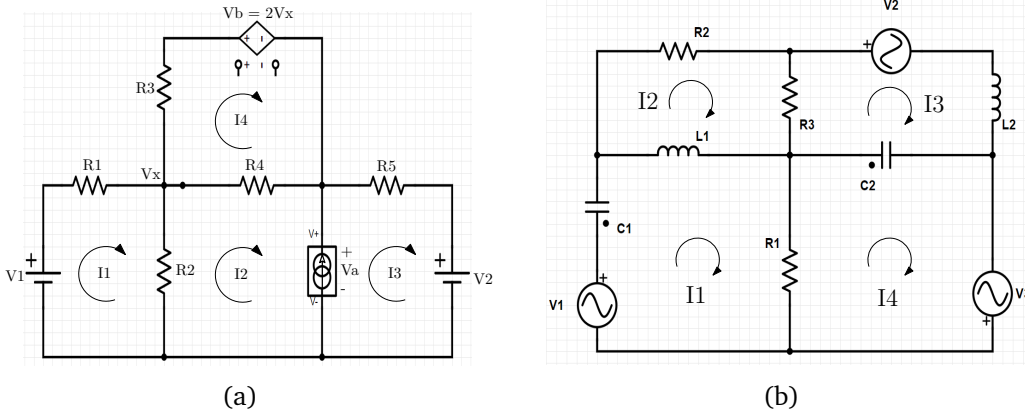 Vb = 2Vx
+ -
+ -
R3
I4
R1
Vx
R4
R5
V+
+
+
+
V1
I1
R2
I2
Va
I3
V2
-
V-
(a)
V2
R2
+
I2
I3
R3
L2
L1
C2
C1
R1
+
V1
I1
I4
+
(b)